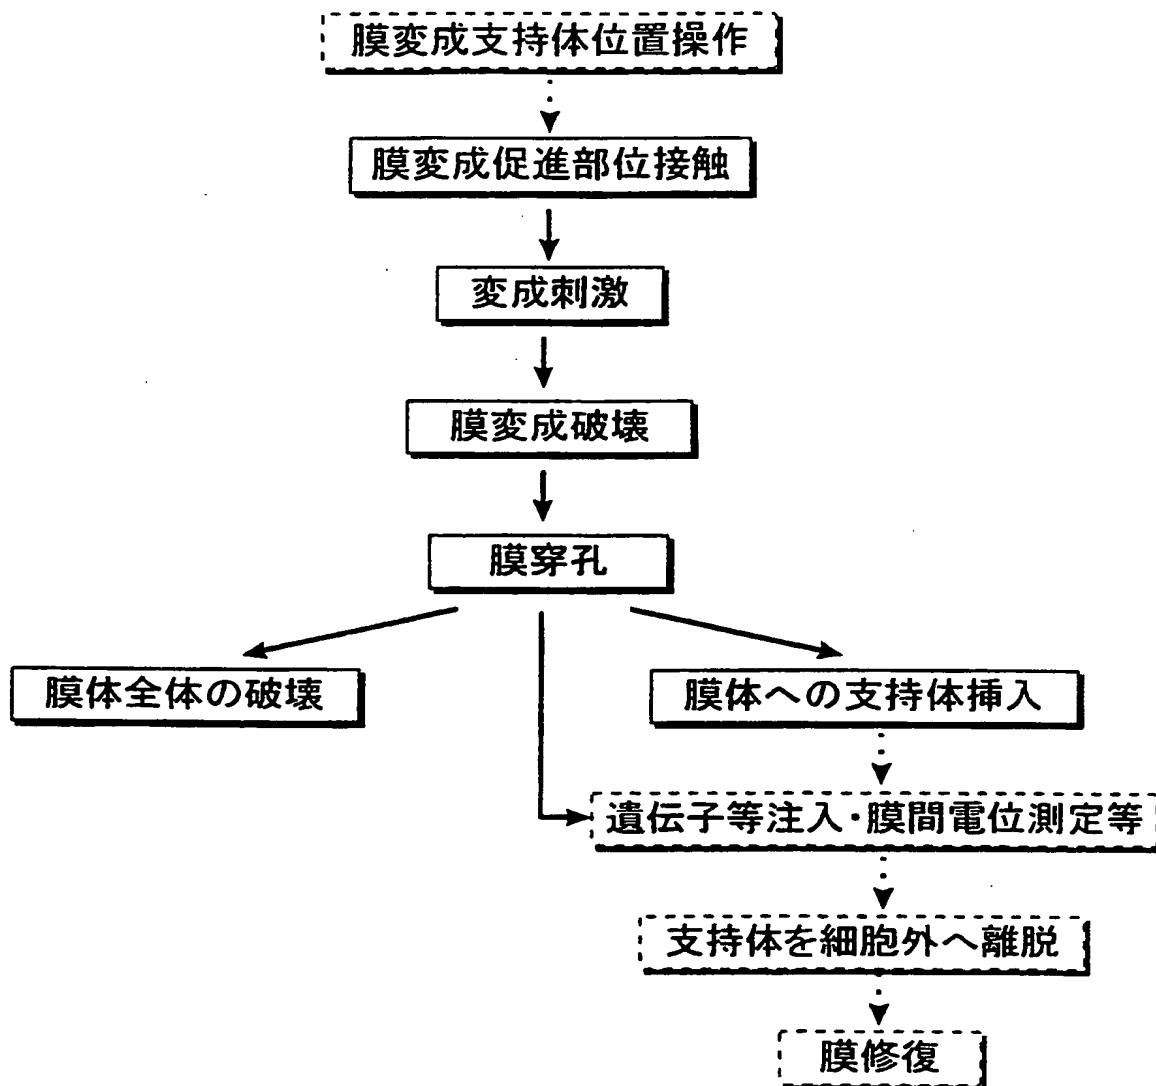 膜変成支持体位置操作
膜変成促進部位接触
変成刺激
膜変成破壊
膜穿孔
膜体全体の破壊
膜体への支持体挿入
遺伝子等注入・膜間電位測定等
支持体を細胞外へ離脱
膜修復